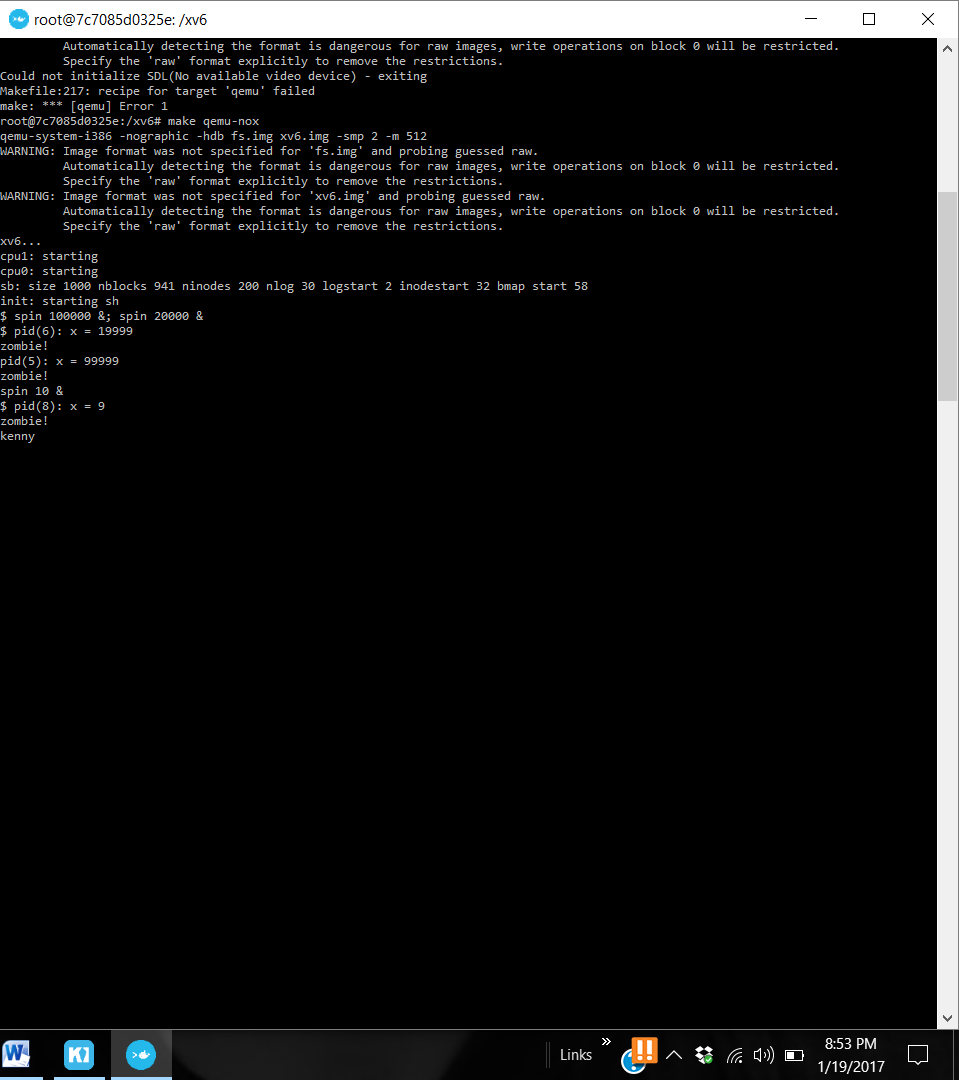 root@7c7085d0325e: /xv6
Automatically detecting the format is dangerous for raw images, write operations on block 0 will be restricted.
Specify the 'raw' format explicitly to remove the restrictions.
Could not initialize SDL(No available video device) - exiting
Makefile:217: recipe for target 'qemu' failed
make: *** [qemu] Error 1
root@7c7085d0325e:/xv6# make qemu-nox
qemu-system-i386 -nographic -hdb fs.img xv6.img -smp 2 -m 512
WARNING: Image format was not specified for 'fs.img' and probing guessed raw.
Automatically detecting the format is dangerous for raw images, write operations on block 0 will be restricted.
Specify the 'raw' format explicitly to remove the restrictions.
WARNING: Image format was not specified for 'xv6.img' and probing guessed raw.
Automatically detecting the format is dangerous for raw images, write operations on block 0 will be restricted.
Specify the 'raw' format explicitly to remove the restrictions.
xv6...
cpu1: starting
cpu0: starting
sb: size 1000 nblocks 941 ninodes 200 nlog 30 logstart 2 inodestart 32 bmap start 58
init: starting sh
$ spin 100000 &; spin 20000 &
$ pid(6): x = 19999
zombie!
pid(5): x = 99999
zombie!
spin 10 &
$ pid(8): x = 9
zombie!
kenny
Links
8:53 PM
1/19/2017